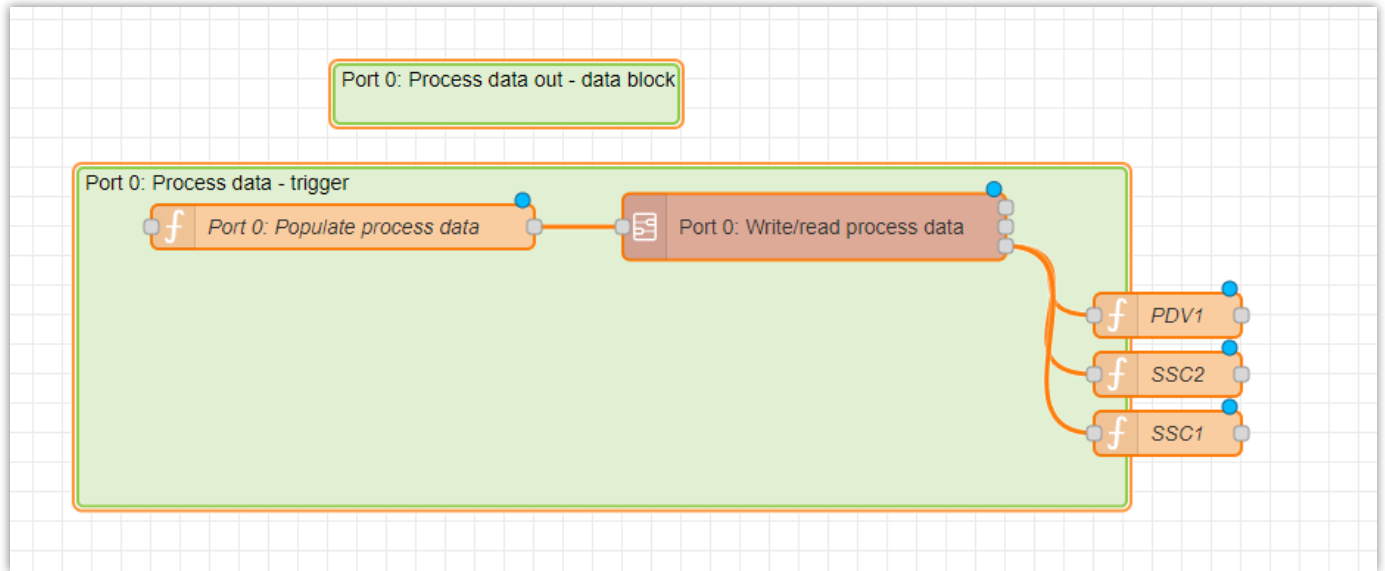 Port 0: Process data out - data block
Port 0: Process data - trigger
Port 0: Populate process data
Port 0: Write/read process data
PDV1
SSC2
SSC1